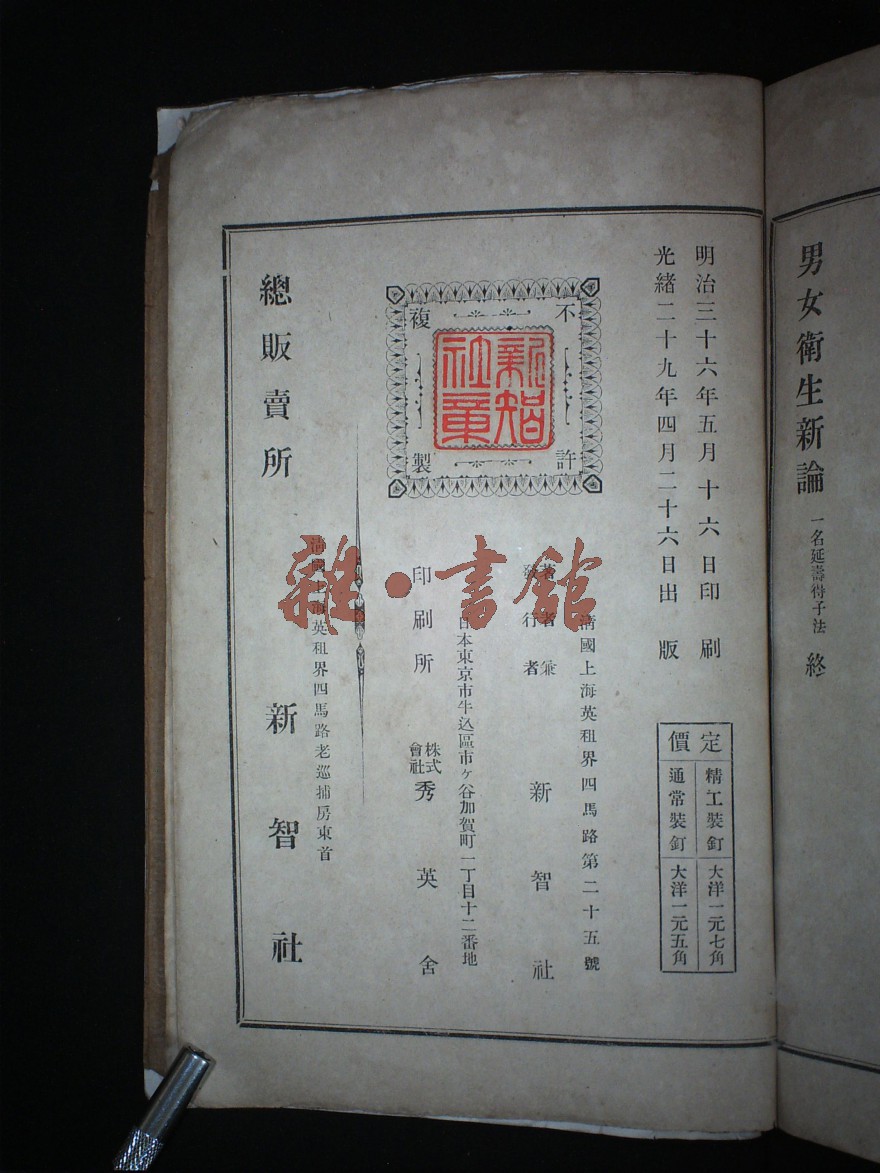 男女衛生新論 一名延壽得子法 終
明治三十六年五月十六日印刷
光緒二十九年四月二十六日出版
定價
精工裝釘 大洋一元七角
通常裝釘 大洋一元五角
不許複製
新智社章
清國上海英租界四馬路第二十五號
著者兼
發行者 新智社
日本東京市牛込區市ヶ谷加賀町一丁目十二番地
印刷所 株式會社 秀英舍
清國上海英租界四馬路老巡捕房東首
總販賣所 新智社
雜·書館